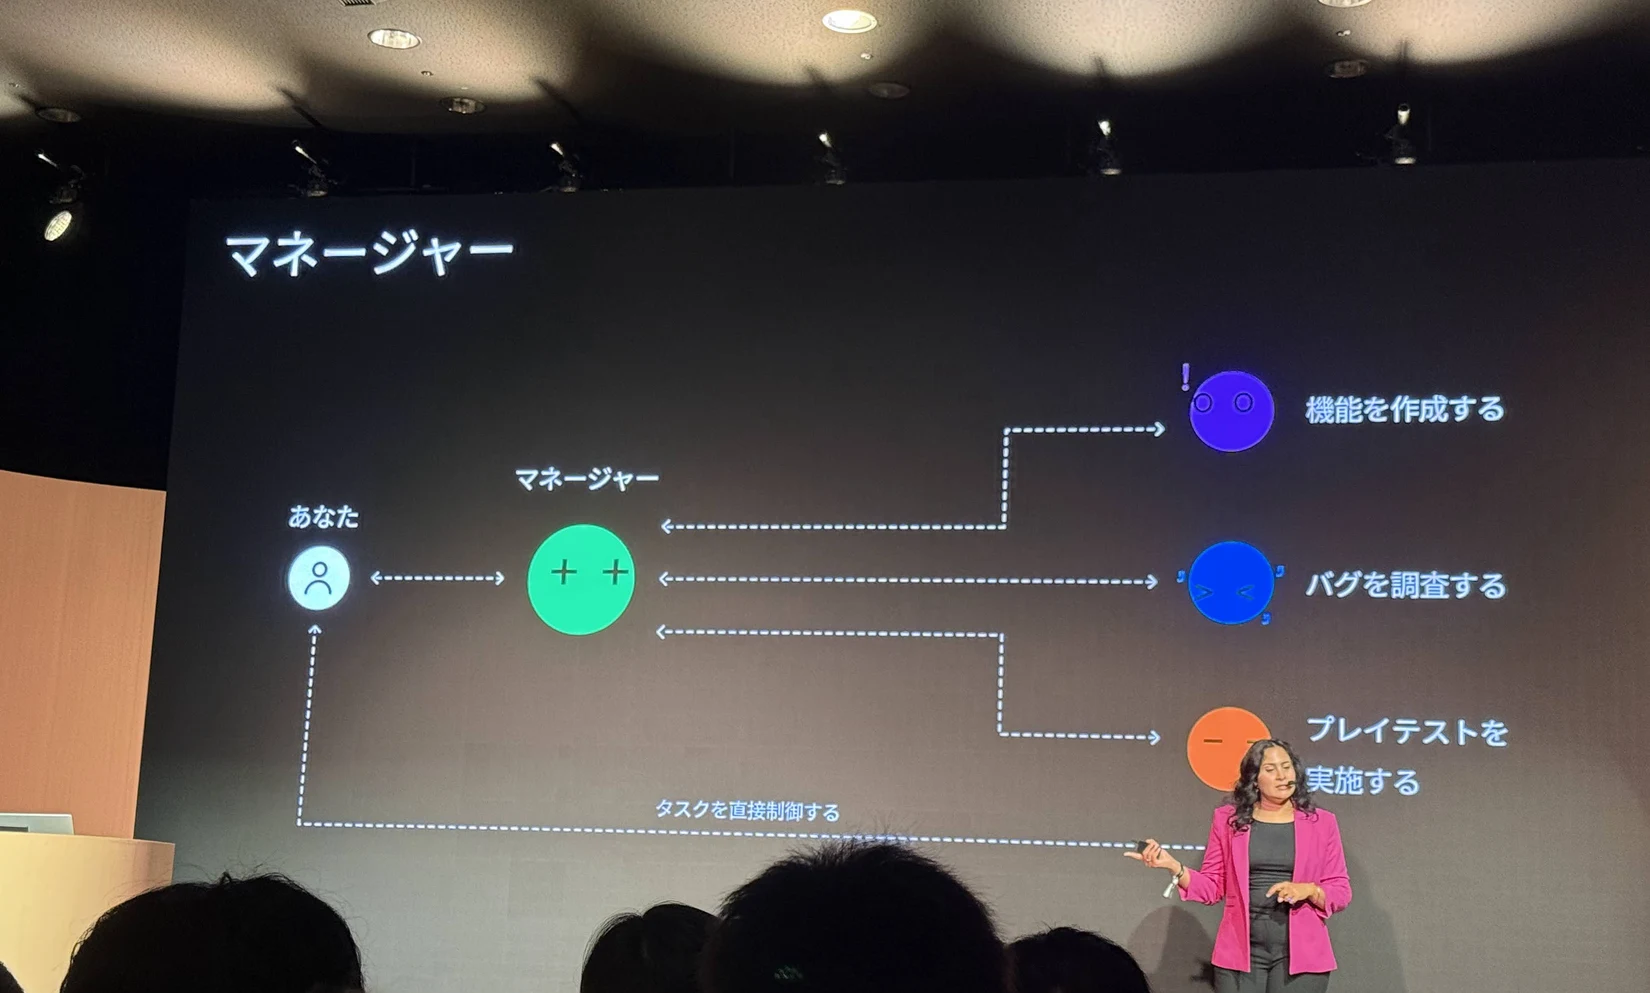 マネージャー
あなた
マネージャー
機能を作成する
バグを調査する
プレイテストを
実施する
タスクを直接制御する